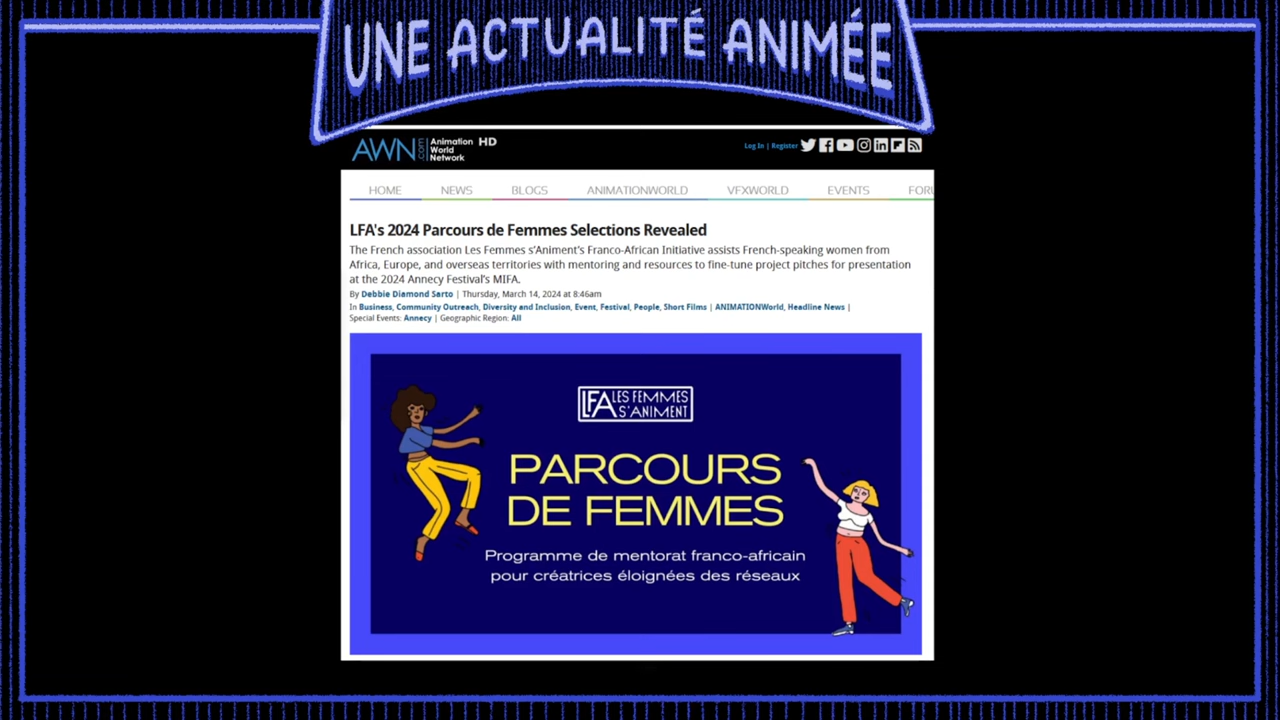 UNE ACTUALITÉ ANIMÉE
AWN.com Animation World Network HD
Log In | Register
HOME NEWS BLOGS ANIMATIONWORLD VFXWORLD EVENTS FORU
LFA's 2024 Parcours de Femmes Selections Revealed
The French association Les Femmes s'Animent's Franco-African Initiative assists French-speaking women from
Africa, Europe, and overseas territories with mentoring and resources to fine-tune project pitches for presentation
at the 2024 Annecy Festival's MIFA.
By Debbie Diamond Sarto | Thursday, March 14, 2024 at 8:46am
In Business, Community Outreach, Diversity and Inclusion, Event, Festival, People, Short Films | ANIMATIONWorld, Headline News |
Special Events: Annecy | Geographic Region: All
LFA LES FEMMES
S'ANIMENT
PARCOURS
DE FEMMES
Programme de mentorat franco-africain
pour créatrices éloignées des réseaux